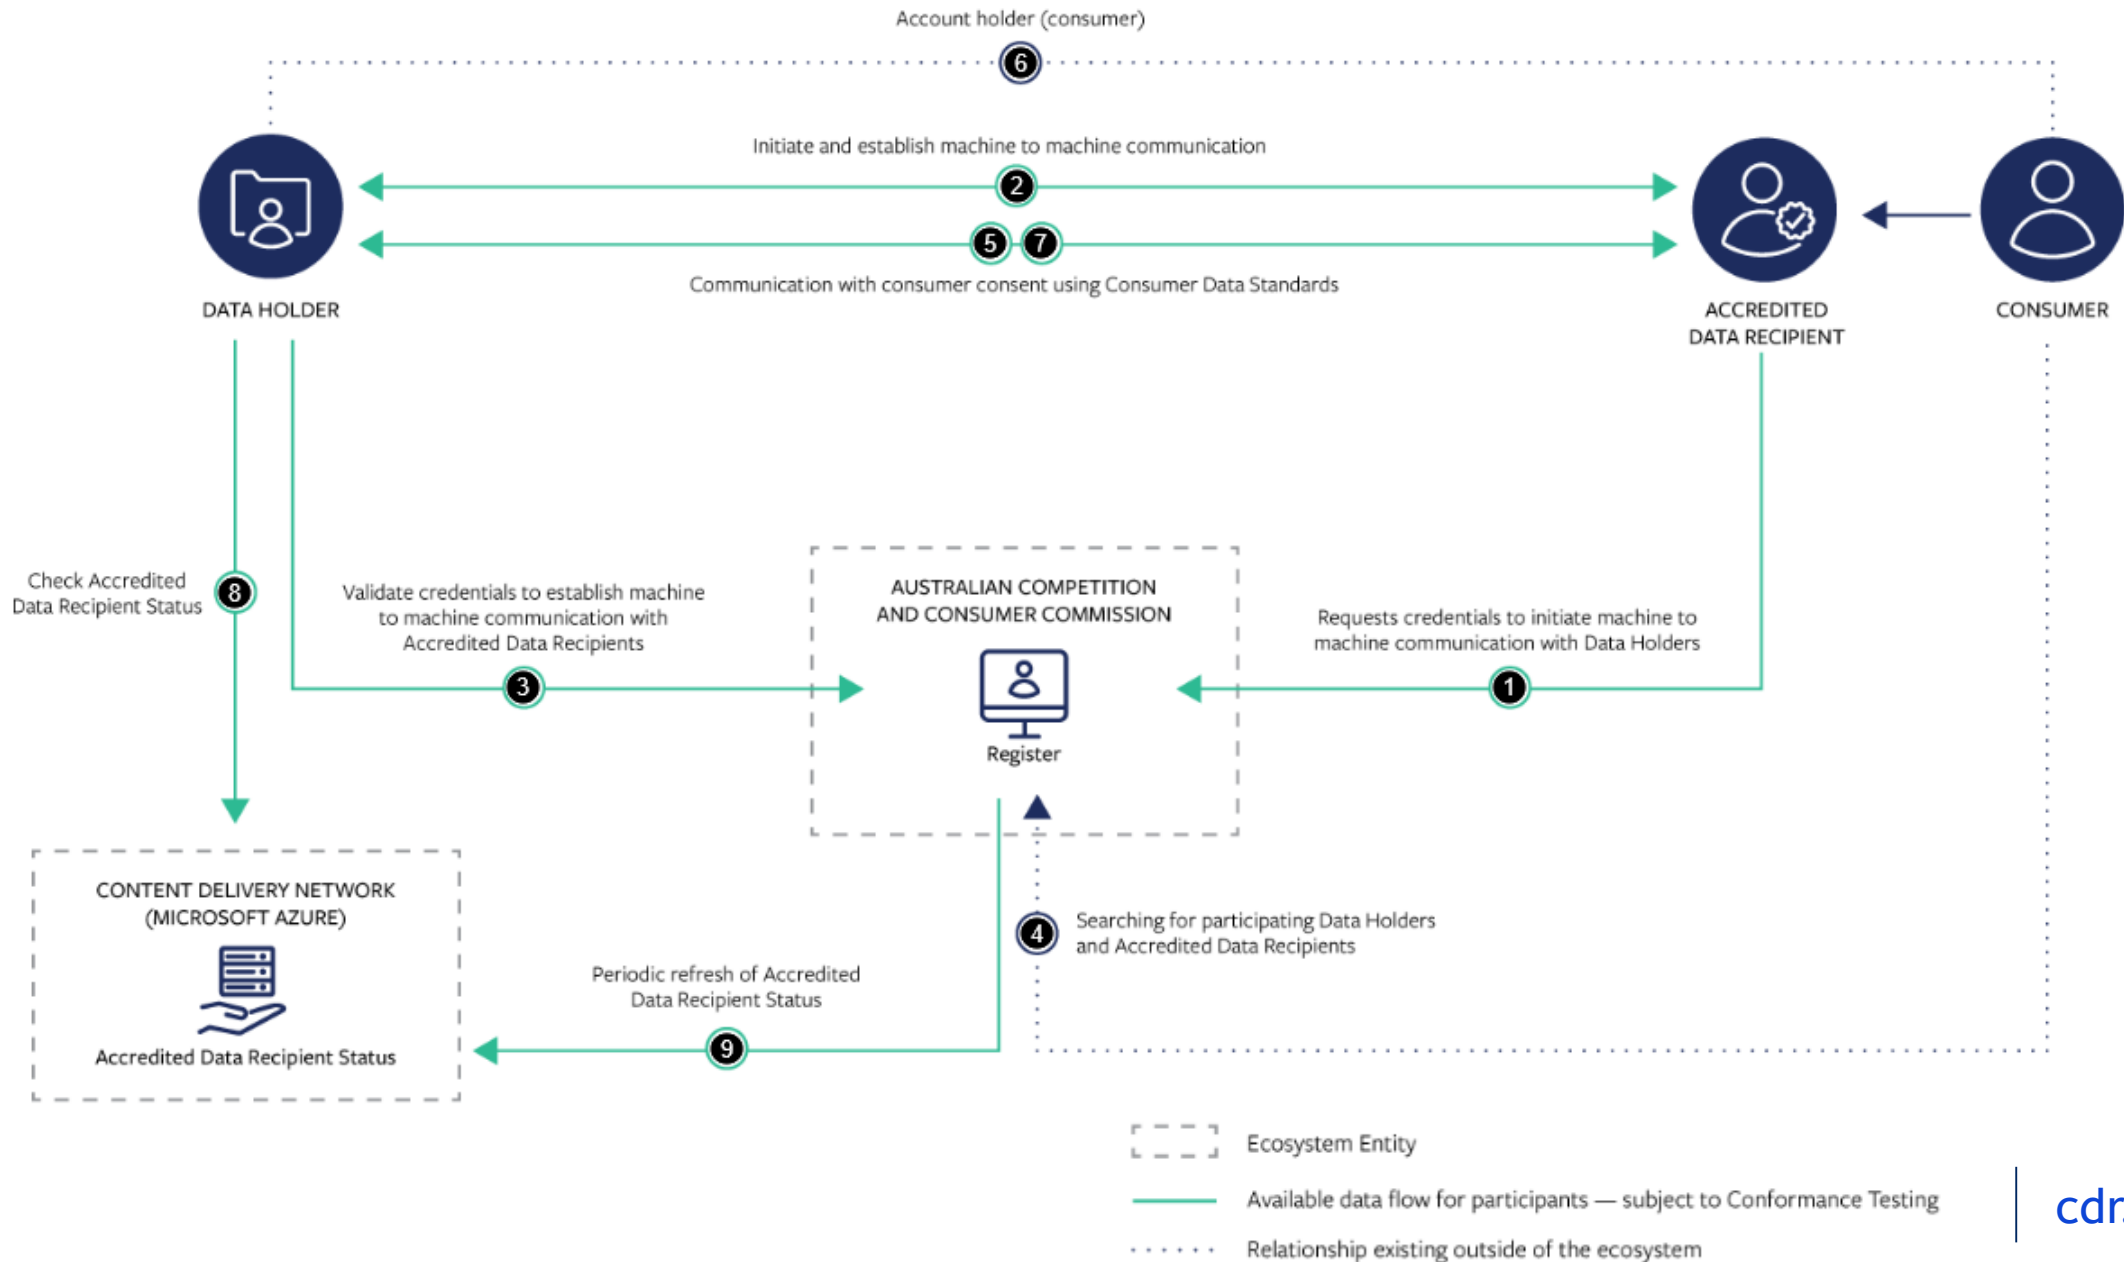 Account holder (consumer)
6
Initiate and establish machine to machine communication
2
5 7
Communication with consumer consent using Consumer Data Standards
DATA HOLDER
ACCREDITED
DATA RECIPIENT
CONSUMER
Check Accredited
Data Recipient Status
8
Validate credentials to establish machine
to machine communication with
Accredited Data Recipients
3
AUSTRALIAN COMPETITION
AND CONSUMER COMMISSION
Register
Requests credentials to initiate machine to
machine communication with Data Holders
1
CONTENT DELIVERY NETWORK
(MICROSOFT AZURE)
Accredited Data Recipient Status
Periodic refresh of Accredited
Data Recipient Status
9
4
Searching for participating Data Holders
and Accredited Data Recipients
Ecosystem Entity
Available data flow for participants — subject to Conformance Testing
Relationship existing outside of the ecosystem
cdr